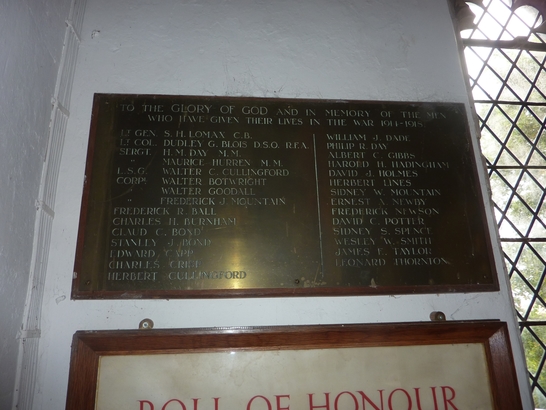 TO THE GLORY OF GOD AND IN MEMORY OF THE MEN
WHO HAVE GIVEN THEIR LIVES IN THE WAR 1914-1918.
LT GEN. S. H. LOMAX C.B.
LT COL. DUDLEY G. BLOIS D.S.O. R.F.A.
SERGT. H. M. DAY M.M.
" MAURICE HURREN M.M.
L.S.G. WALTER C. CULLINGFORD
CORPL WALTER BOTWRIGHT
" WALTER GOODALL
" FREDERICK J. MOUNTAIN
FREDERICK R. BALL
CHARLES H. BURNHAM
CLAUD C. BOND
STANLEY J. BOND
EDWARD CAPP
CHARLES
HERBERT CULLINGFORD
WILLIAM J. DADE
PHILIP R. DAY
ALBERT C. GIBBS
HAROLD H. HARINGHAM
DAVID J. HOLMES
HERBERT LINES
SIDNEY W. MOUNTAIN
ERNEST A. NEWBY
FREDERICK NEWSON
DAVID C. POTTER
SIDNEY S. SPENCE
WESLEY W. SMITH
JAMES E. TAYLOR
LEONARD THORNTON
ROLL OF HONOUR